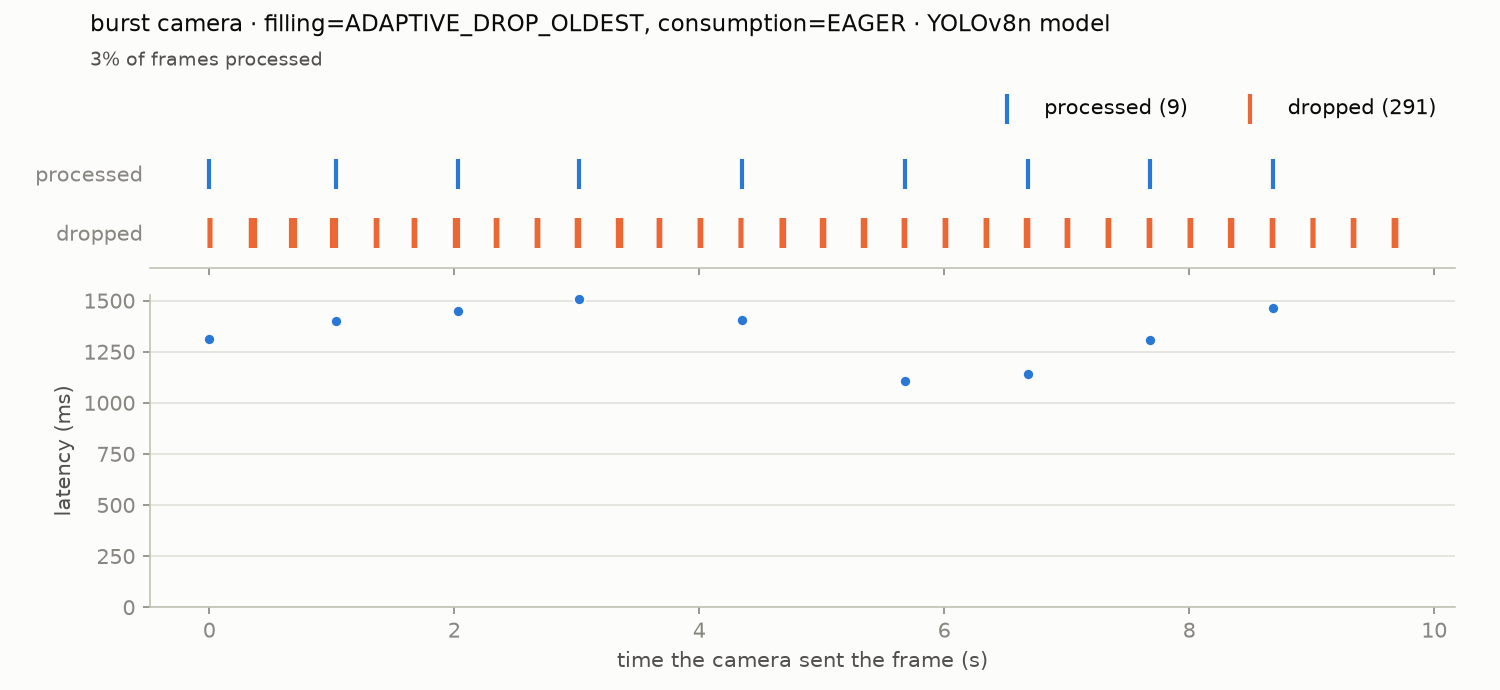 burst camera · filling=ADAPTIVE_DROP_OLDEST, consumption=EAGER · YOLOv8n model
3% of frames processed
processed (9)
dropped (291)
processed
dropped
1500
1250
1000
750
500
250
0
latency (ms)
0 2 4 6 8 10
time the camera sent the frame (s)